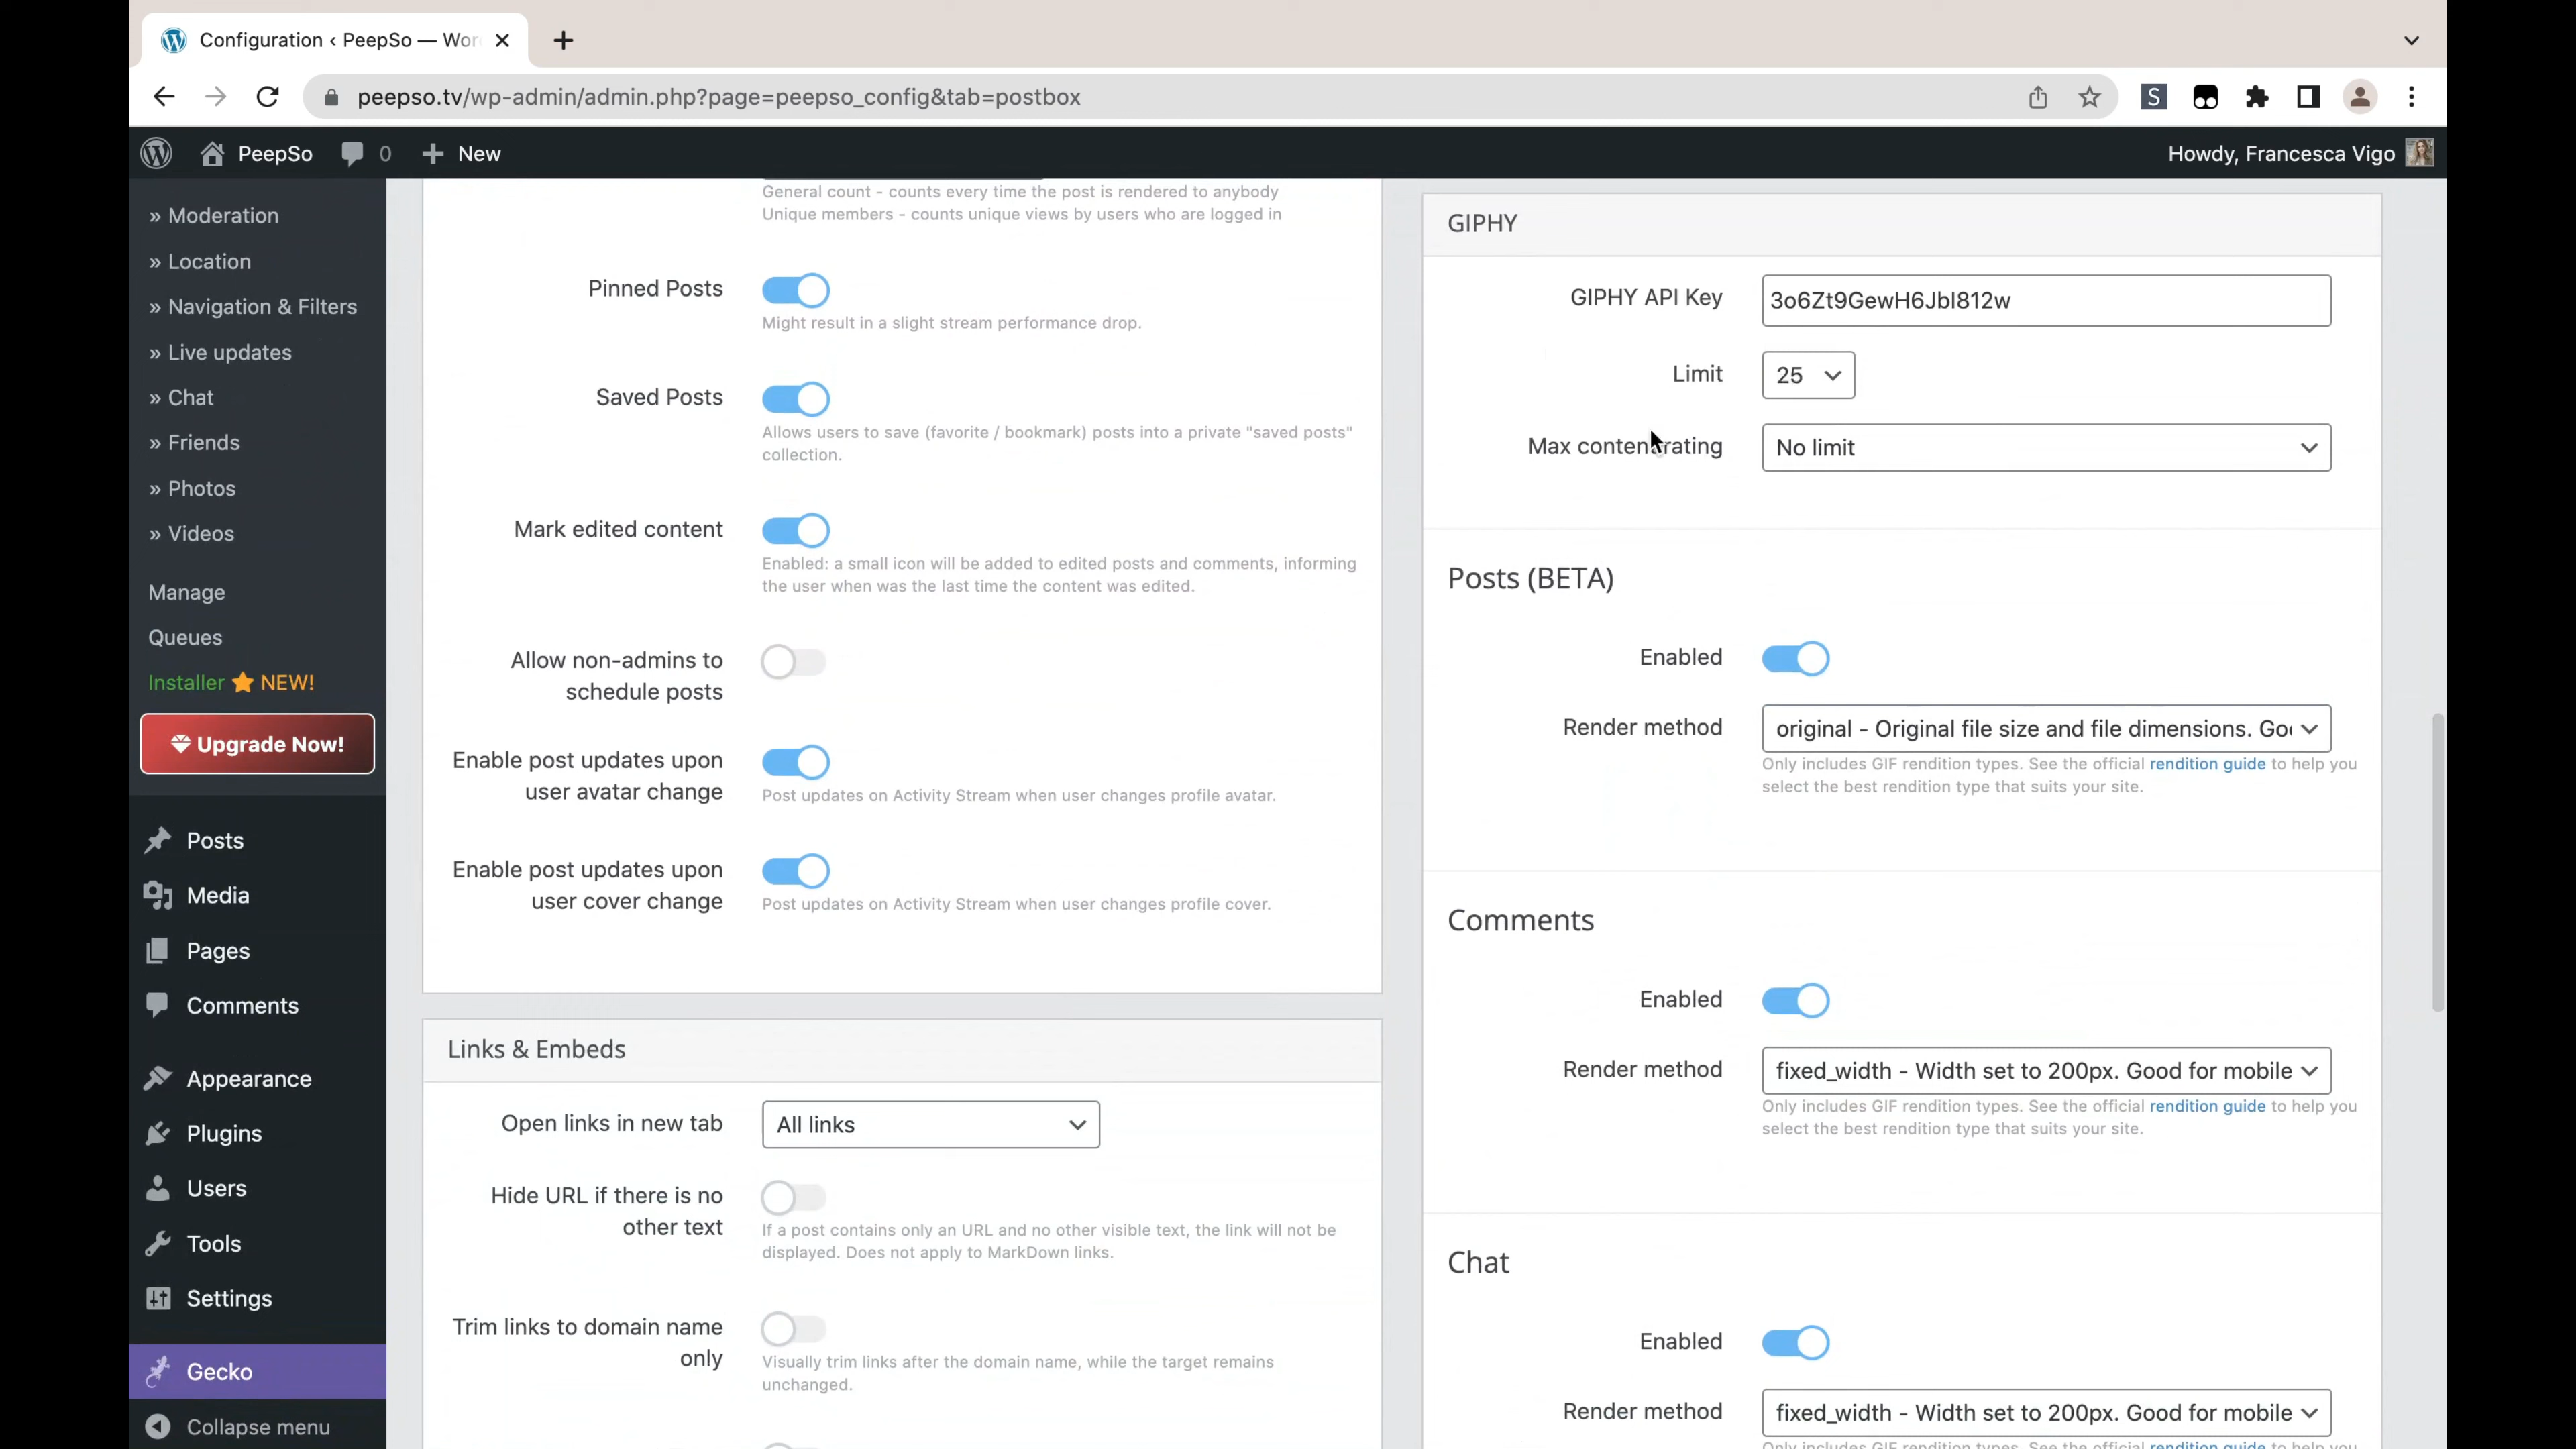 Configuration ‹ PeepSo — Wor
peepso.tv/wp-admin/admin.php?page=peepso_config&tab=postbox
PeepSo
0
New
Howdy, Francesca Vigo
» Moderation
» Location
» Navigation & Filters
» Live updates
» Chat
» Friends
» Photos
» Videos
Manage
Queues
Installer NEW!
Upgrade Now!
Posts
Media
Pages
Comments
Appearance
Plugins
Users
Tools
Settings
Gecko
Collapse menu
General count - counts every time the post is rendered to anybody
Unique members - counts unique views by users who are logged in
Pinned Posts
Might result in a slight stream performance drop.
Saved Posts
Allows users to save (favorite / bookmark) posts into a private "saved posts"
collection.
Mark edited content
Enabled: a small icon will be added to edited posts and comments, informing
the user when was the last time the content was edited.
Allow non-admins to
schedule posts
Enable post updates upon
user avatar change
Post updates on Activity Stream when user changes profile avatar.
Enable post updates upon
user cover change
Post updates on Activity Stream when user changes profile cover.
Links & Embeds
Open links in new tab
All links
Hide URL if there is no
other text
If a post contains only an URL and no other visible text, the link will not be
displayed. Does not apply to MarkDown links.
Trim links to domain name
only
Visually trim links after the domain name, while the target remains
unchanged.
GIPHY
GIPHY API Key
3o6Zt9GewH6JbI812w
Limit
25
Max content rating
No limit
Posts (BETA)
Enabled
Render method
original - Original file size and file dimensions. Go
Only includes GIF rendition types. See the official rendition guide to help you
select the best rendition type that suits your site.
Comments
Enabled
Render method
fixed_width - Width set to 200px. Good for mobile
Only includes GIF rendition types. See the official rendition guide to help you
select the best rendition type that suits your site.
Chat
Enabled
Render method
fixed_width - Width set to 200px. Good for mobile
Only includes GIF rendition types. See the official rendition guide to help you